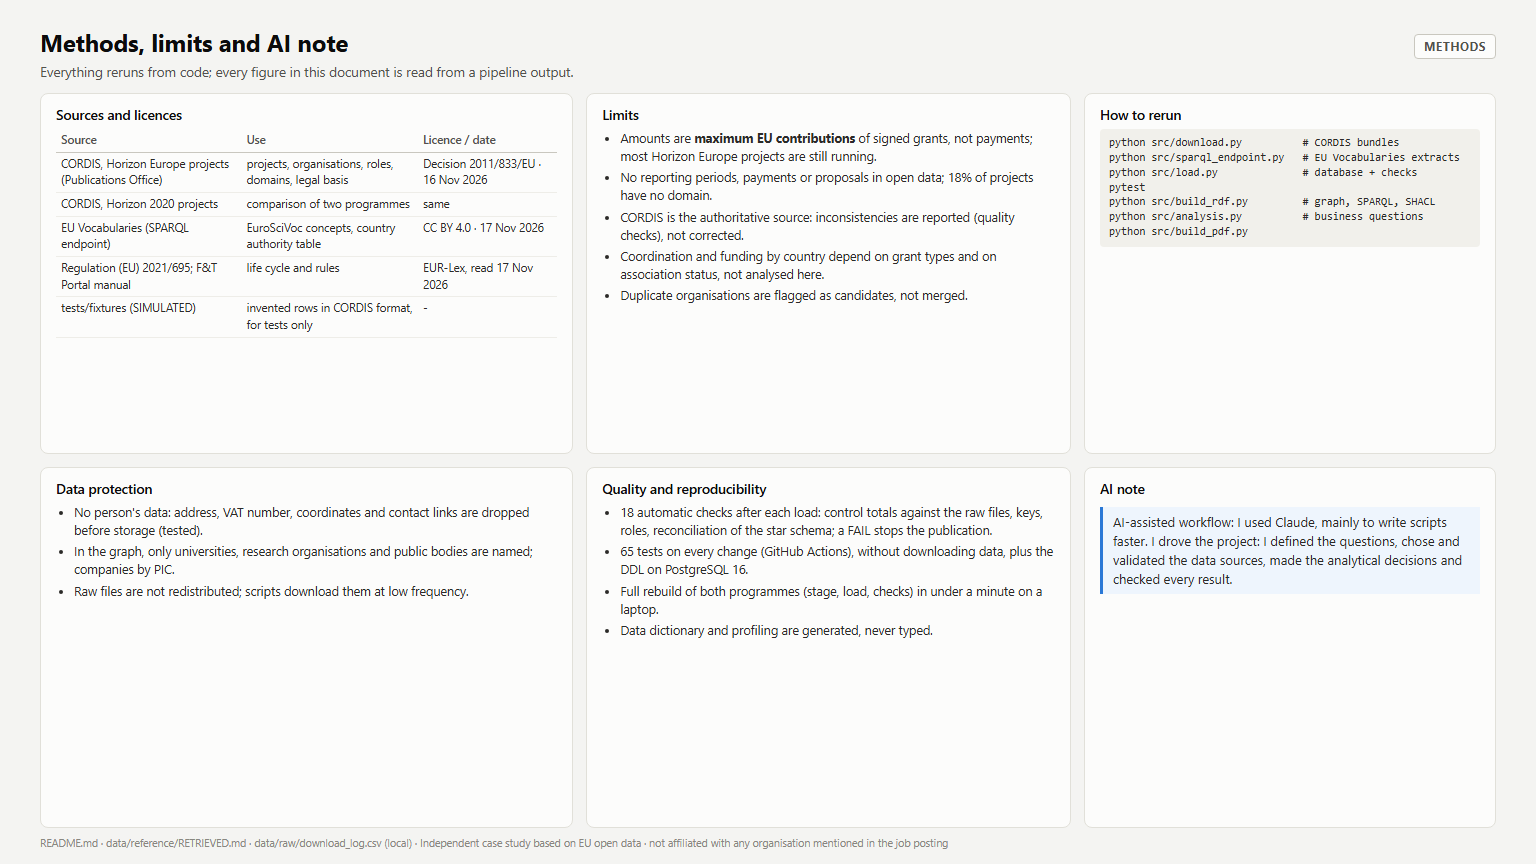 Methods, limits and AI note
METHODS
Everything reruns from code; every figure in this document is read from a pipeline output.
Sources and licences
Source Use Licence / date
CORDIS, Horizon Europe projects projects, organisations, roles, Decision 2011/833/EU ·
(Publications Office) domains, legal basis 16 Nov 2026
CORDIS, Horizon 2020 projects comparison of two programmes same
EU Vocabularies (SPARQL EuroSciVoc concepts, country CC BY 4.0 · 17 Nov 2026
endpoint) authority table
Regulation (EU) 2021/695; F&T life cycle and rules EUR-Lex, read 17 Nov
Portal manual 2026
tests/fixtures (SIMULATED) invented rows in CORDIS format, -
for tests only
Limits
• Amounts are maximum EU contributions of signed grants, not payments;
most Horizon Europe projects are still running.
• No reporting periods, payments or proposals in open data; 18% of projects
have no domain.
• CORDIS is the authoritative source: inconsistencies are reported (quality
checks), not corrected.
• Coordination and funding by country depend on grant types and on
association status, not analysed here.
• Duplicate organisations are flagged as candidates, not merged.
How to rerun
python src/download.py # CORDIS bundles
python src/sparql_endpoint.py # EU Vocabularies extracts
python src/load.py # database + checks
pytest
python src/build_rdf.py # graph, SPARQL, SHACL
python src/analysis.py # business questions
python src/build_pdf.py
Data protection
• No person's data: address, VAT number, coordinates and contact links are dropped
before storage (tested).
• In the graph, only universities, research organisations and public bodies are named;
companies by PIC.
• Raw files are not redistributed; scripts download them at low frequency.
Quality and reproducibility
• 18 automatic checks after each load: control totals against the raw files, keys,
roles, reconciliation of the star schema; a FAIL stops the publication.
• 65 tests on every change (GitHub Actions), without downloading data, plus the
DDL on PostgreSQL 16.
• Full rebuild of both programmes (stage, load, checks) in under a minute on a
laptop.
• Data dictionary and profiling are generated, never typed.
AI note
AI-assisted workflow: I used Claude, mainly to write scripts
faster. I drove the project: I defined the questions, chose and
validated the data sources, made the analytical decisions and
checked every result.
README.md · data/reference/RETRIEVED.md · data/raw/download_log.csv (local) · Independent case study based on EU open data · not affiliated with any organisation mentioned in the job posting